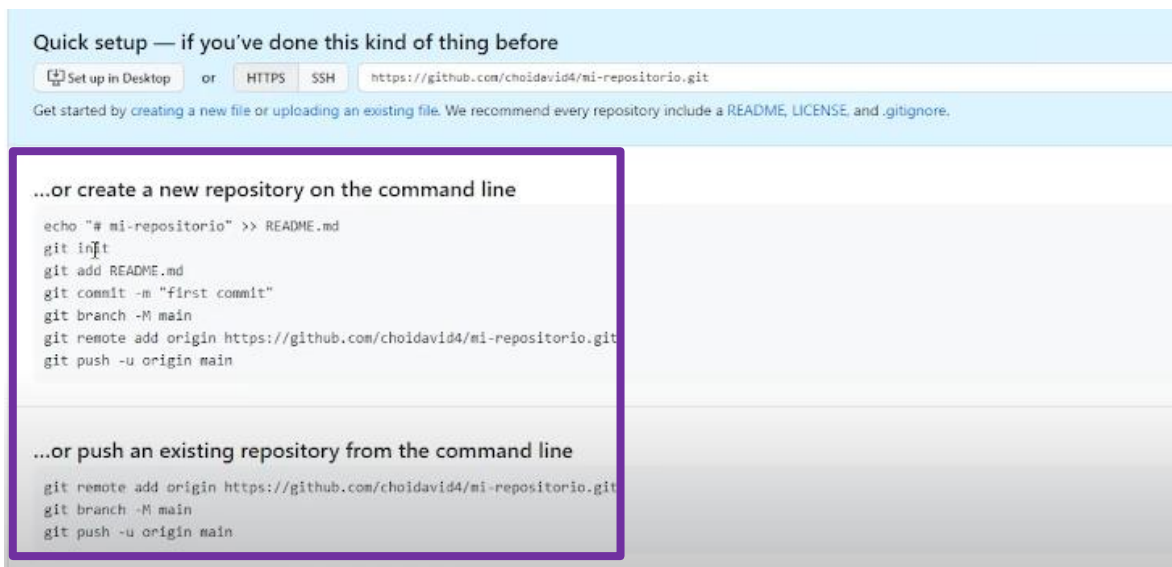 Quick setup — if you've done this kind of thing before
Set up in Desktop or HTTPS SSH https://github.com/choidavid4/mi-repositorio.git
Get started by creating a new file or uploading an existing file. We recommend every repository include a README, LICENSE, and .gitignore.
...or create a new repository on the command line
echo "# mi-repositorio" >> README.md
git init
git add README.md
git commit -m "first commit"
git branch -M main
git remote add origin https://github.com/choidavid4/mi-repositorio.git
git push -u origin main
...or push an existing repository from the command line
git remote add origin https://github.com/choidavid4/mi-repositorio.git
git branch -M main
git push -u origin main